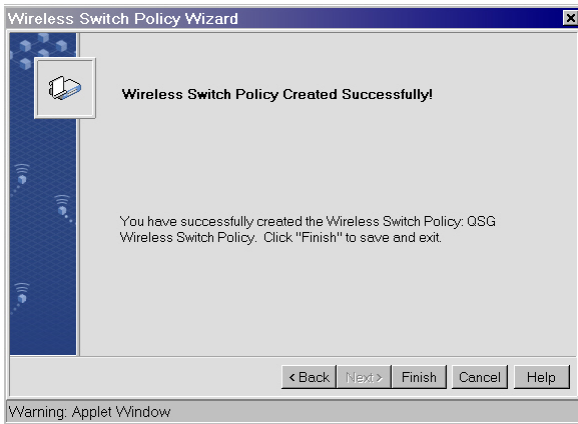 Wireless Switch Policy Wizard
Wireless Switch Policy Created Successfully!
You have successfully created the Wireless Switch Policy: QSG
Wireless Switch Policy. Click "Finish" to save and exit.
< Back Next > Finish Cancel Help
Warning: Applet Window